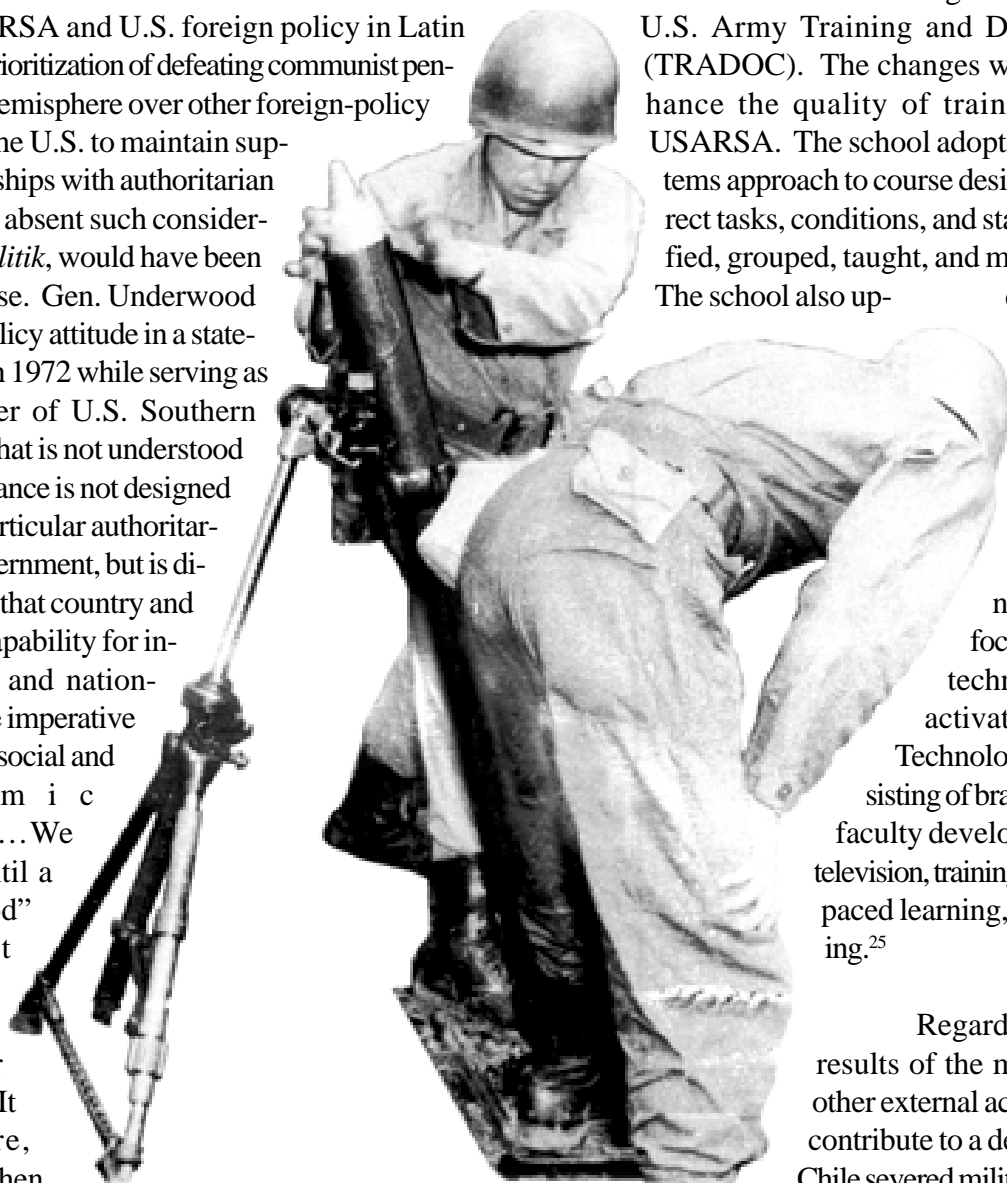 RSA and U.S. foreign policy in Latin
rioritization of defeating communist pen-
emisphere over other foreign-policy
ne U.S. to maintain sup-
ships with authoritarian
absent such consider-
litik, would have been
se. Gen. Underwood
licy attitude in a state-
n 1972 while serving as
er of U.S. Southern
hat is not understood
ance is not designed
rticular authoritar-
ernment, but is di-
that country and
apability for in-
and nation-
e imperative
social and
m i c
…We
til a
d”
t
r
It
re,
hen
U.S. Army Training and D
(TRADOC). The changes w
hance the quality of train
USARSA. The school adopt
tems approach to course desi
rect tasks, conditions, and sta
fied, grouped, taught, and m
The school also up-
n
foc
techn
activat
Technolo
sisting of bra
faculty develo
television, training
paced learning,
ing.25
Regard
results of the m
other external ac
contribute to a de
Chile severed milit